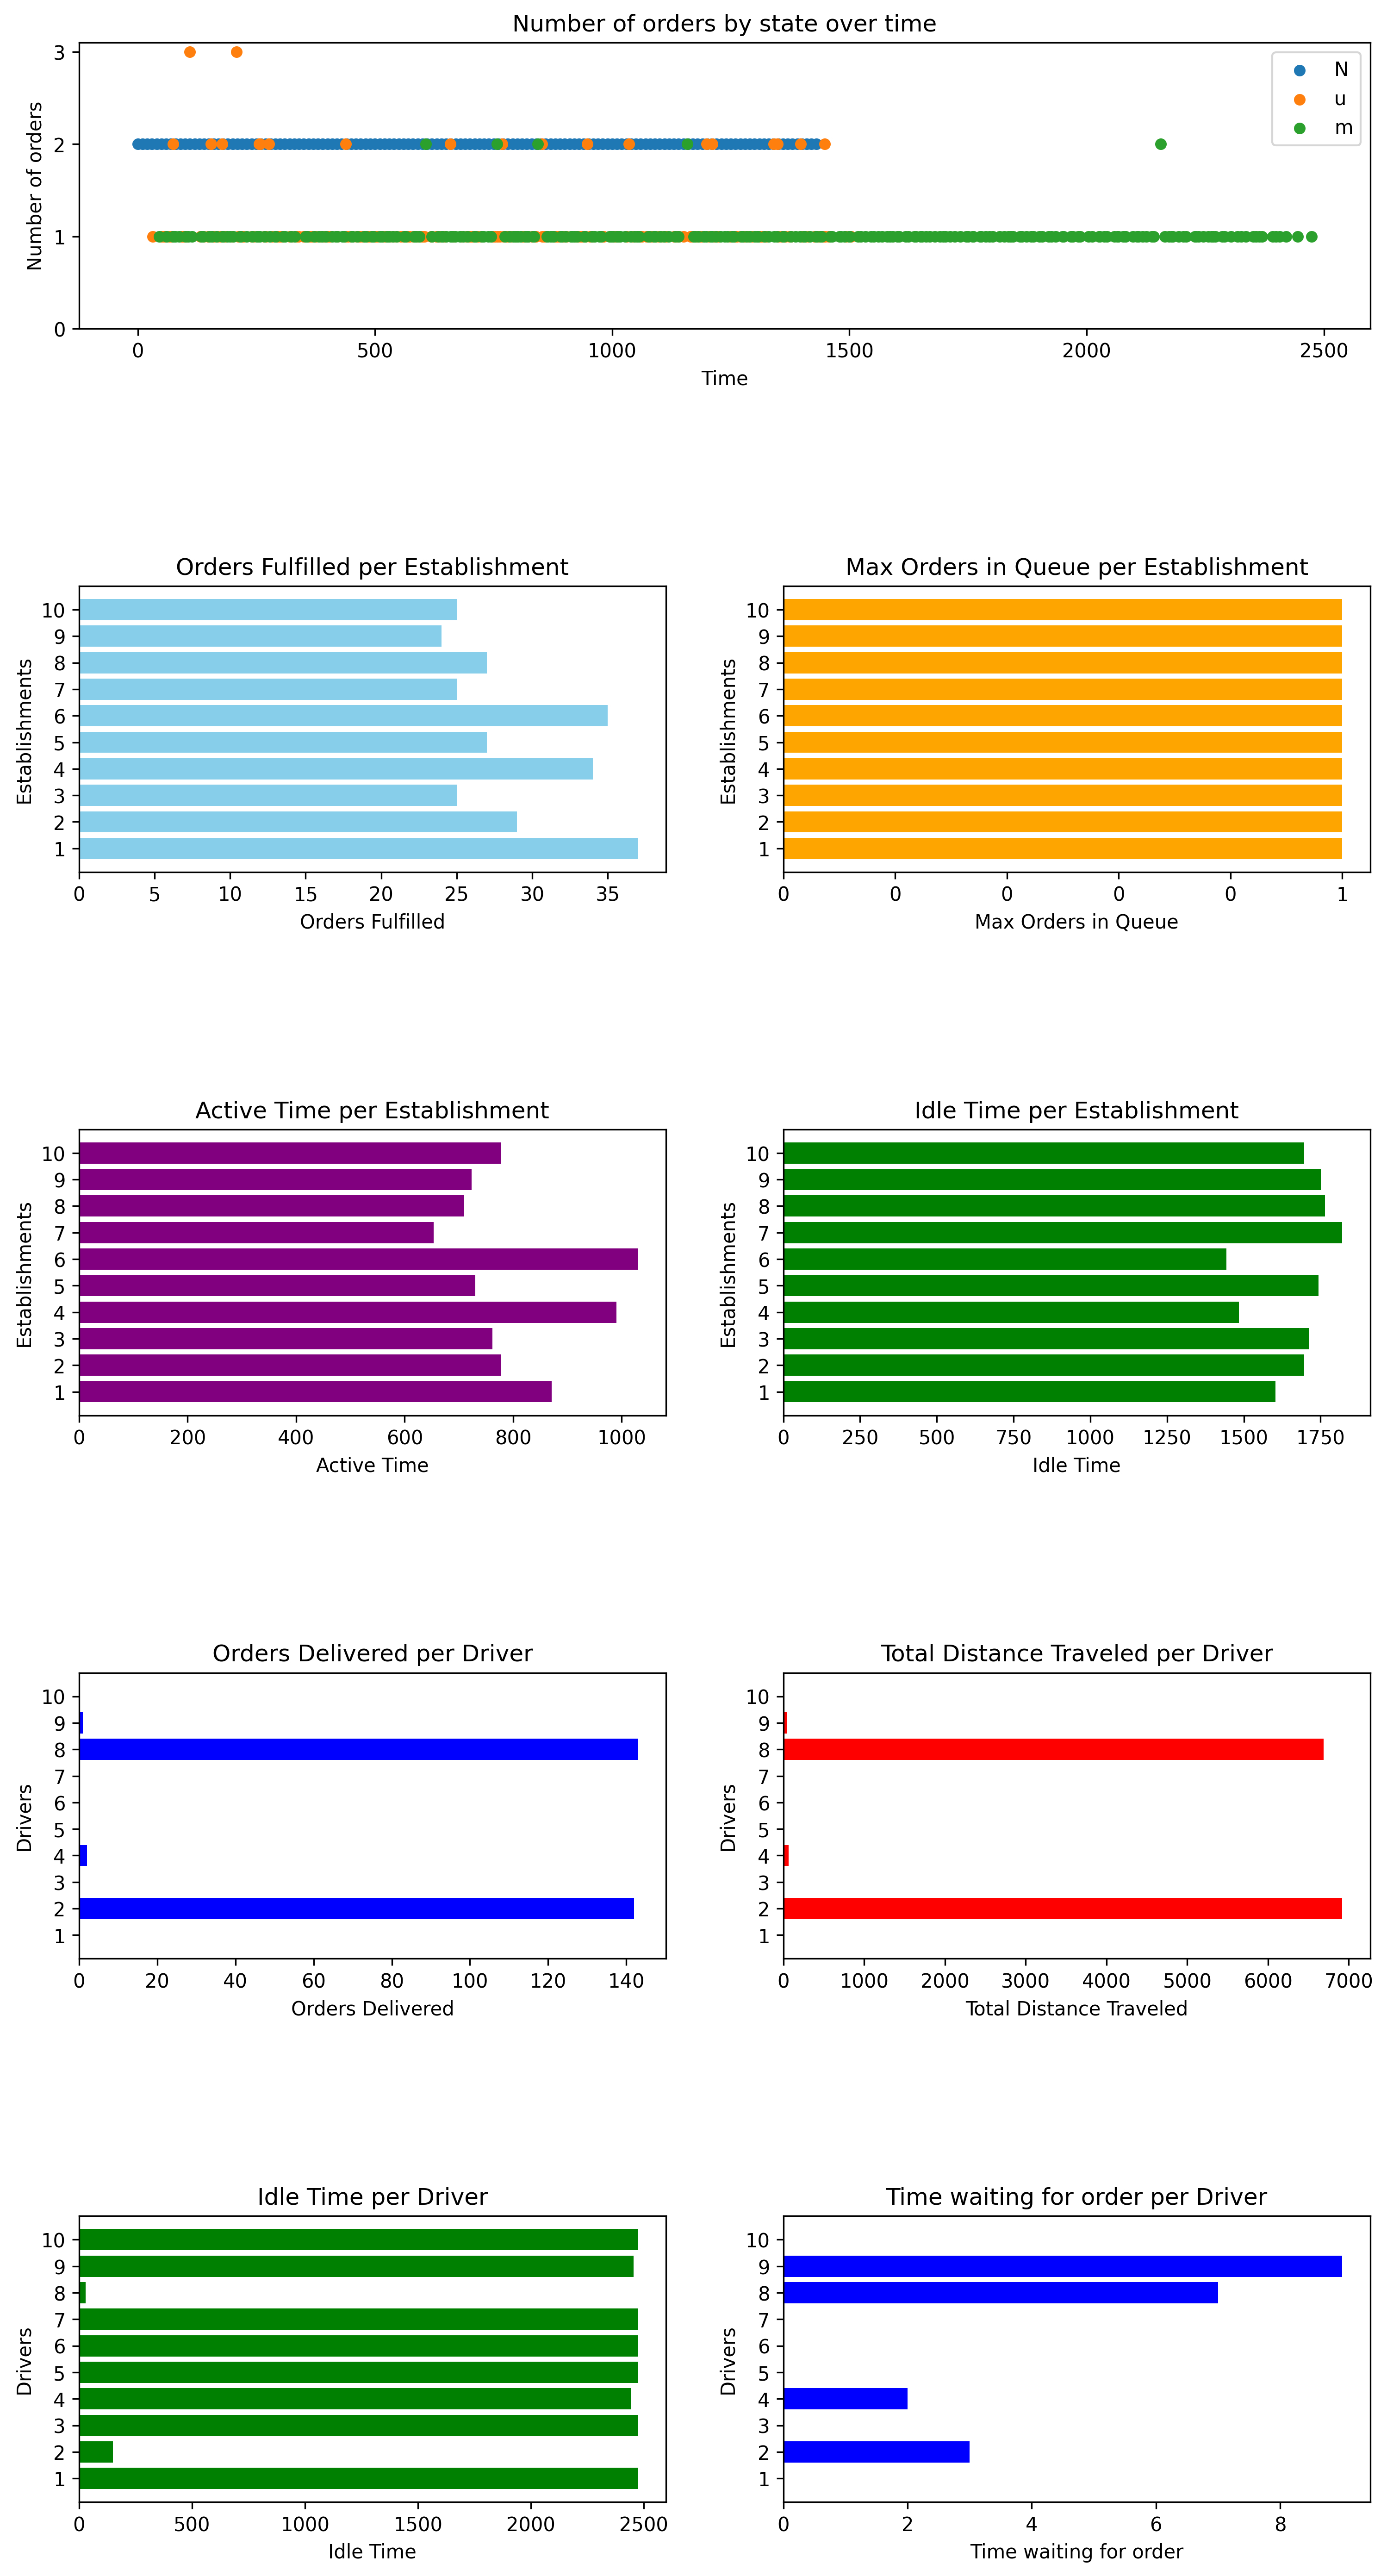 Number of orders by state over time
Number of orders
3
2
1
0
N
u
m
0 500 1000 1500 2000 2500
Time
Orders Fulfilled per Establishment
Establishments
10
9
8
7
6
5
4
3
2
1
0 5 10 15 20 25 30 35
Orders Fulfilled
Max Orders in Queue per Establishment
Establishments
10
9
8
7
6
5
4
3
2
1
0 0 0 0 0 1
Max Orders in Queue
Active Time per Establishment
Establishments
10
9
8
7
6
5
4
3
2
1
0 200 400 600 800 1000
Active Time
Idle Time per Establishment
Establishments
10
9
8
7
6
5
4
3
2
1
0 250 500 750 1000 1250 1500 1750
Idle Time
Orders Delivered per Driver
Drivers
10
9
8
7
6
5
4
3
2
1
0 20 40 60 80 100 120 140
Orders Delivered
Total Distance Traveled per Driver
Drivers
10
9
8
7
6
5
4
3
2
1
0 1000 2000 3000 4000 5000 6000 7000
Total Distance Traveled
Idle Time per Driver
Drivers
10
9
8
7
6
5
4
3
2
1
0 500 1000 1500 2000 2500
Idle Time
Time waiting for order per Driver
Drivers
10
9
8
7
6
5
4
3
2
1
0 2 4 6 8
Time waiting for order